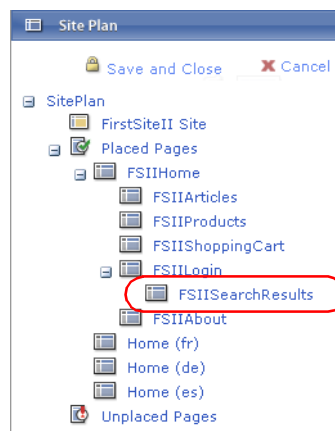 Site Plan
Save and Close Cancel
SitePlan
FirstSiteII Site
Placed Pages
FSIIHome
FSIIArticles
FSIIProducts
FSIIShoppingCart
FSIILogin
FSIISearchResults
FSIIAbout
Home (fr)
Home (de)
Home (es)
Unplaced Pages